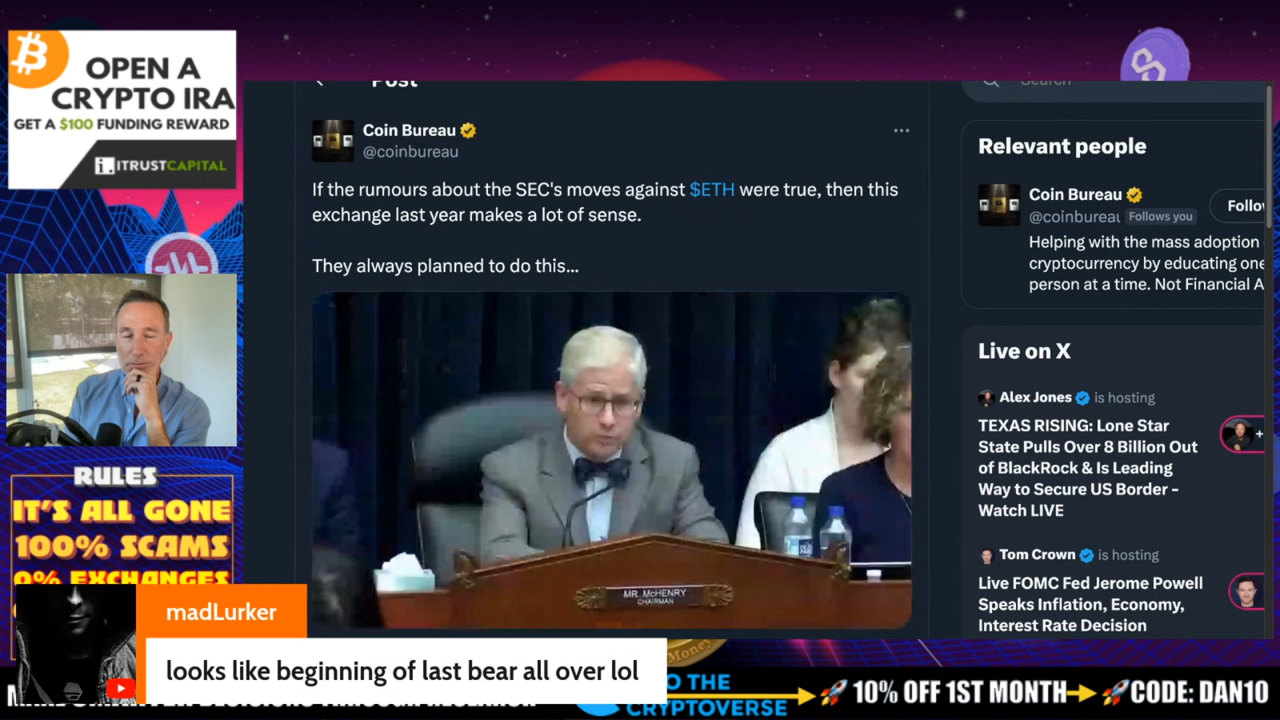 OPEN A
CRYPTO IRA
GET A $100 FUNDING REWARD
ITRUSTCAPITAL
Post
Search
Coin Bureau
@coinbureau
If the rumours about the SEC's moves against $ETH were true, then this
exchange last year makes a lot of sense.
They always planned to do this...
MR. McHENRY
CHAIRMAN
Relevant people
Coin Bureau
@coinbureau Follows you
Follow
Helping with the mass adoption
cryptocurrency by educating one
person at a time. Not Financial A
Live on X
Alex Jones is hosting
TEXAS RISING: Lone Star
State Pulls Over 8 Billion Out
of BlackRock & Is Leading
Way to Secure US Border -
Watch LIVE
Tom Crown is hosting
Live FOMC Fed Jerome Powell
Speaks Inflation, Economy,
Interest Rate Decision
RULES
IT'S ALL GONE
100% SCAMS
0% EXCHANGES
madLurker
looks like beginning of last bear all over lol
Money
O THE
CRYPTOVERSE
10% OFF 1ST MONTH
CODE: DAN10